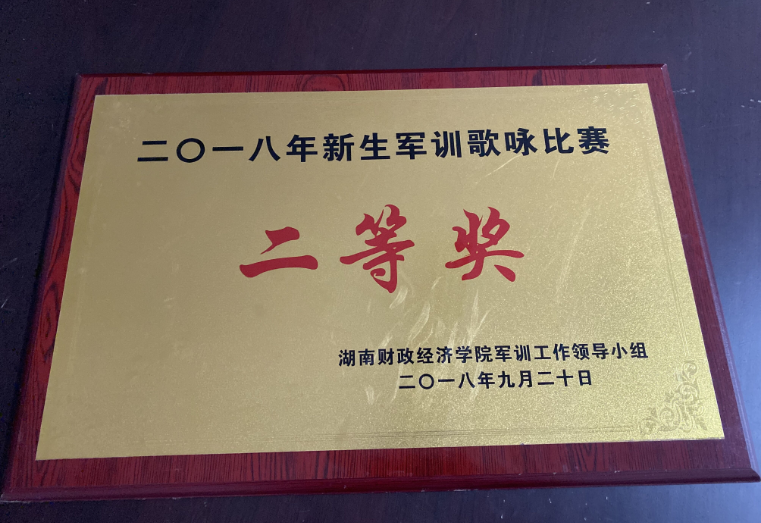 二〇一八年新生军训歌咏比赛
二等奖
湖南财政经济学院军训工作领导小组
二〇一八年九月二十日